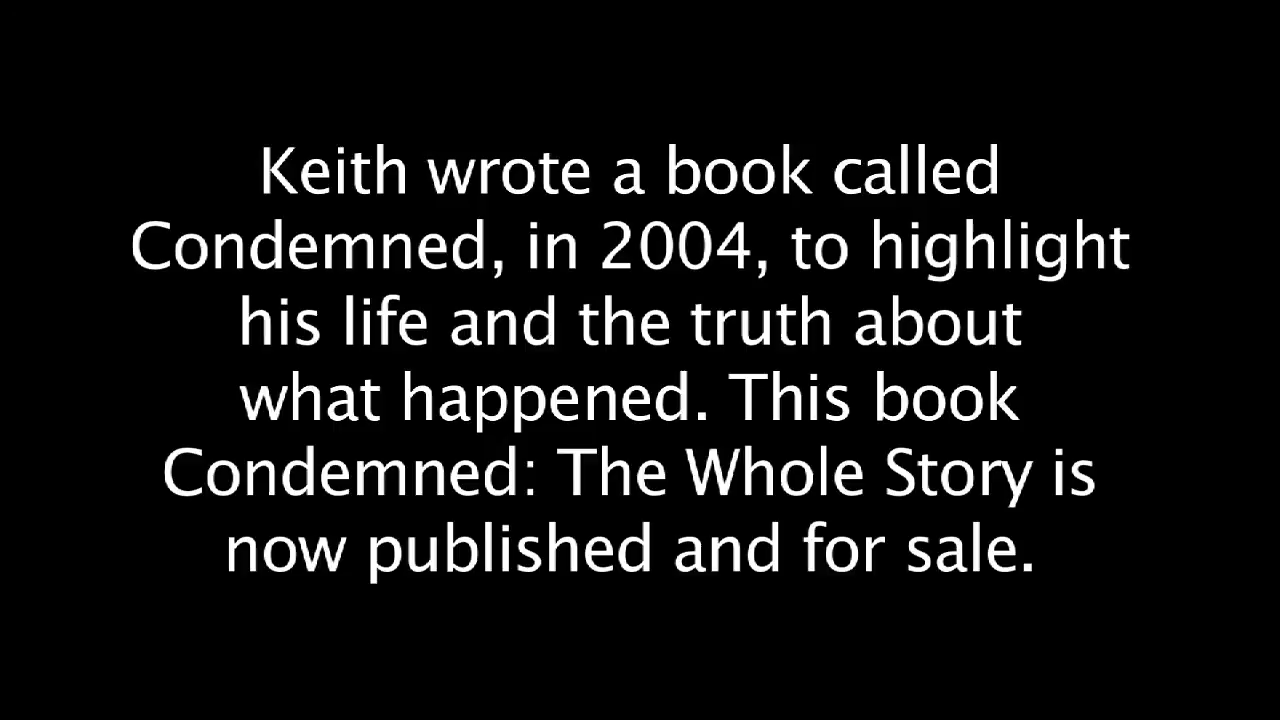 Keith wrote a book called
Condemned, in 2004, to highlight
his life and the truth about
what happened. This book
Condemned: The Whole Story is
now published and for sale.